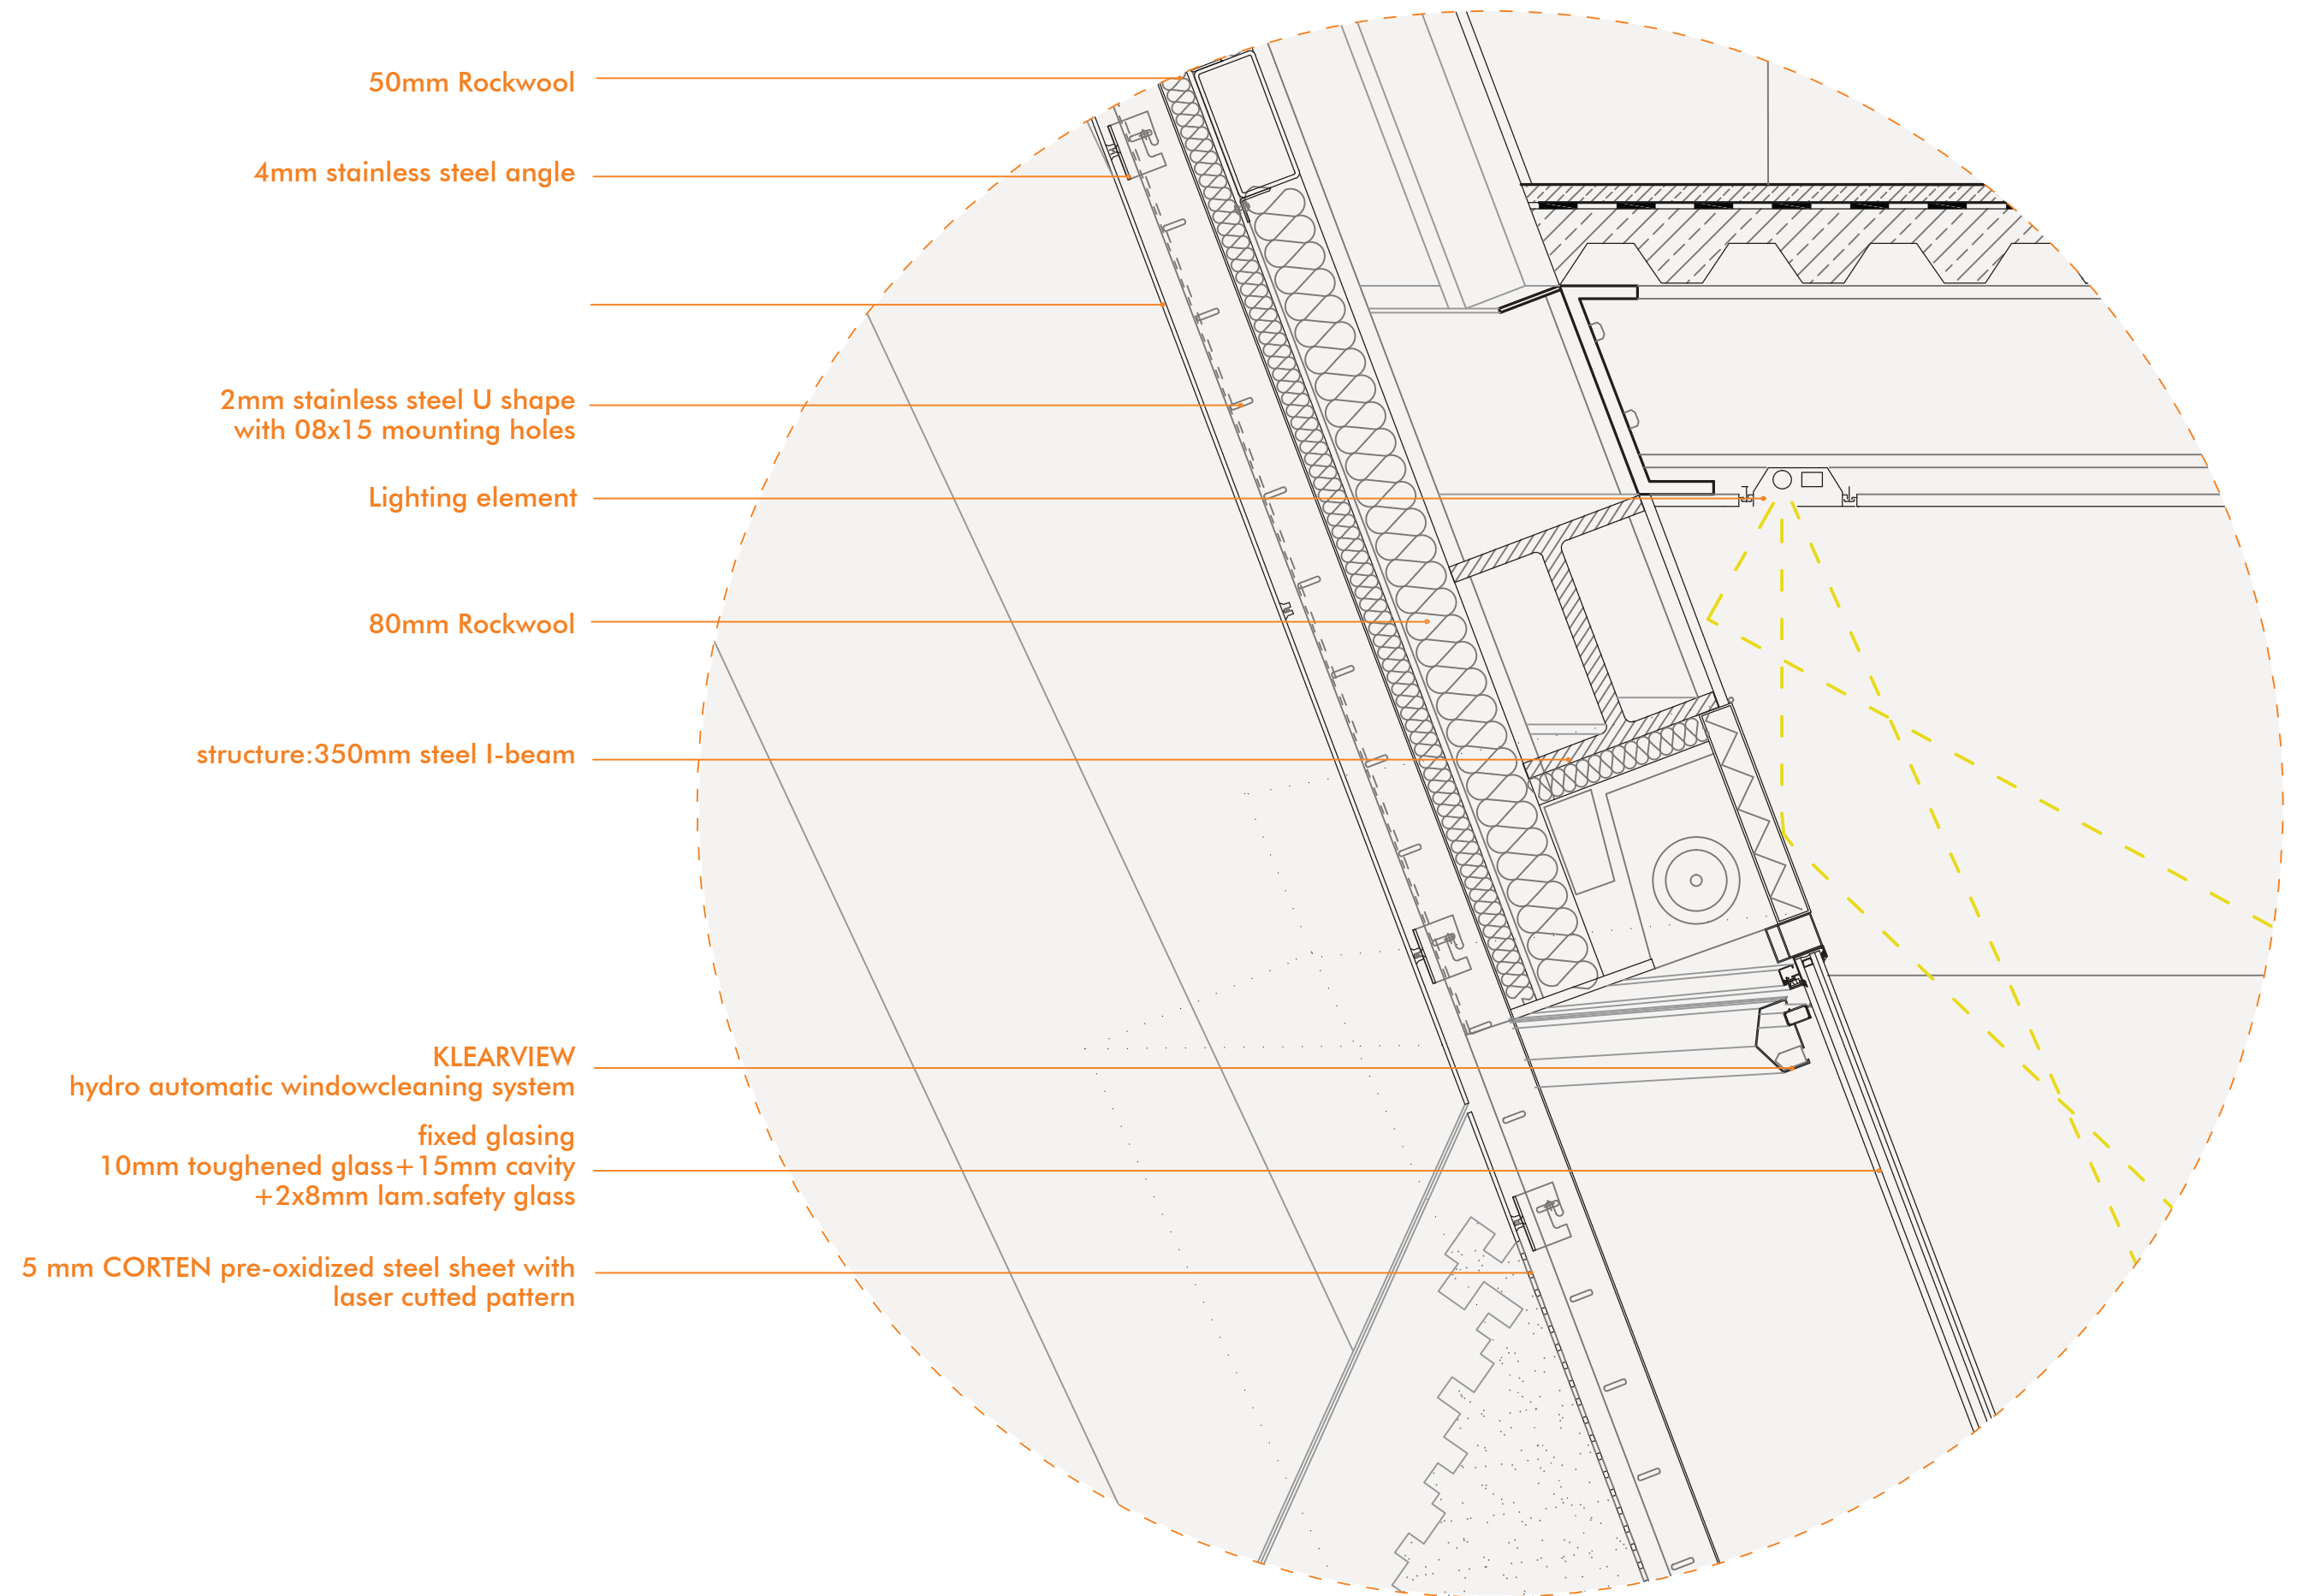 50mm Rockwool
4mm stainless steel angle
2mm stainless steel U shape
with 08x15 mounting holes
Lighting element
80mm Rockwool
structure:350mm steel I-beam
KLEARVIEW
hydro automatic windowcleaning system
fixed glasing
10mm toughened glass+15mm cavity
+2x8mm lam.safety glass
5 mm CORTEN pre-oxidized steel sheet with
laser cutted pattern